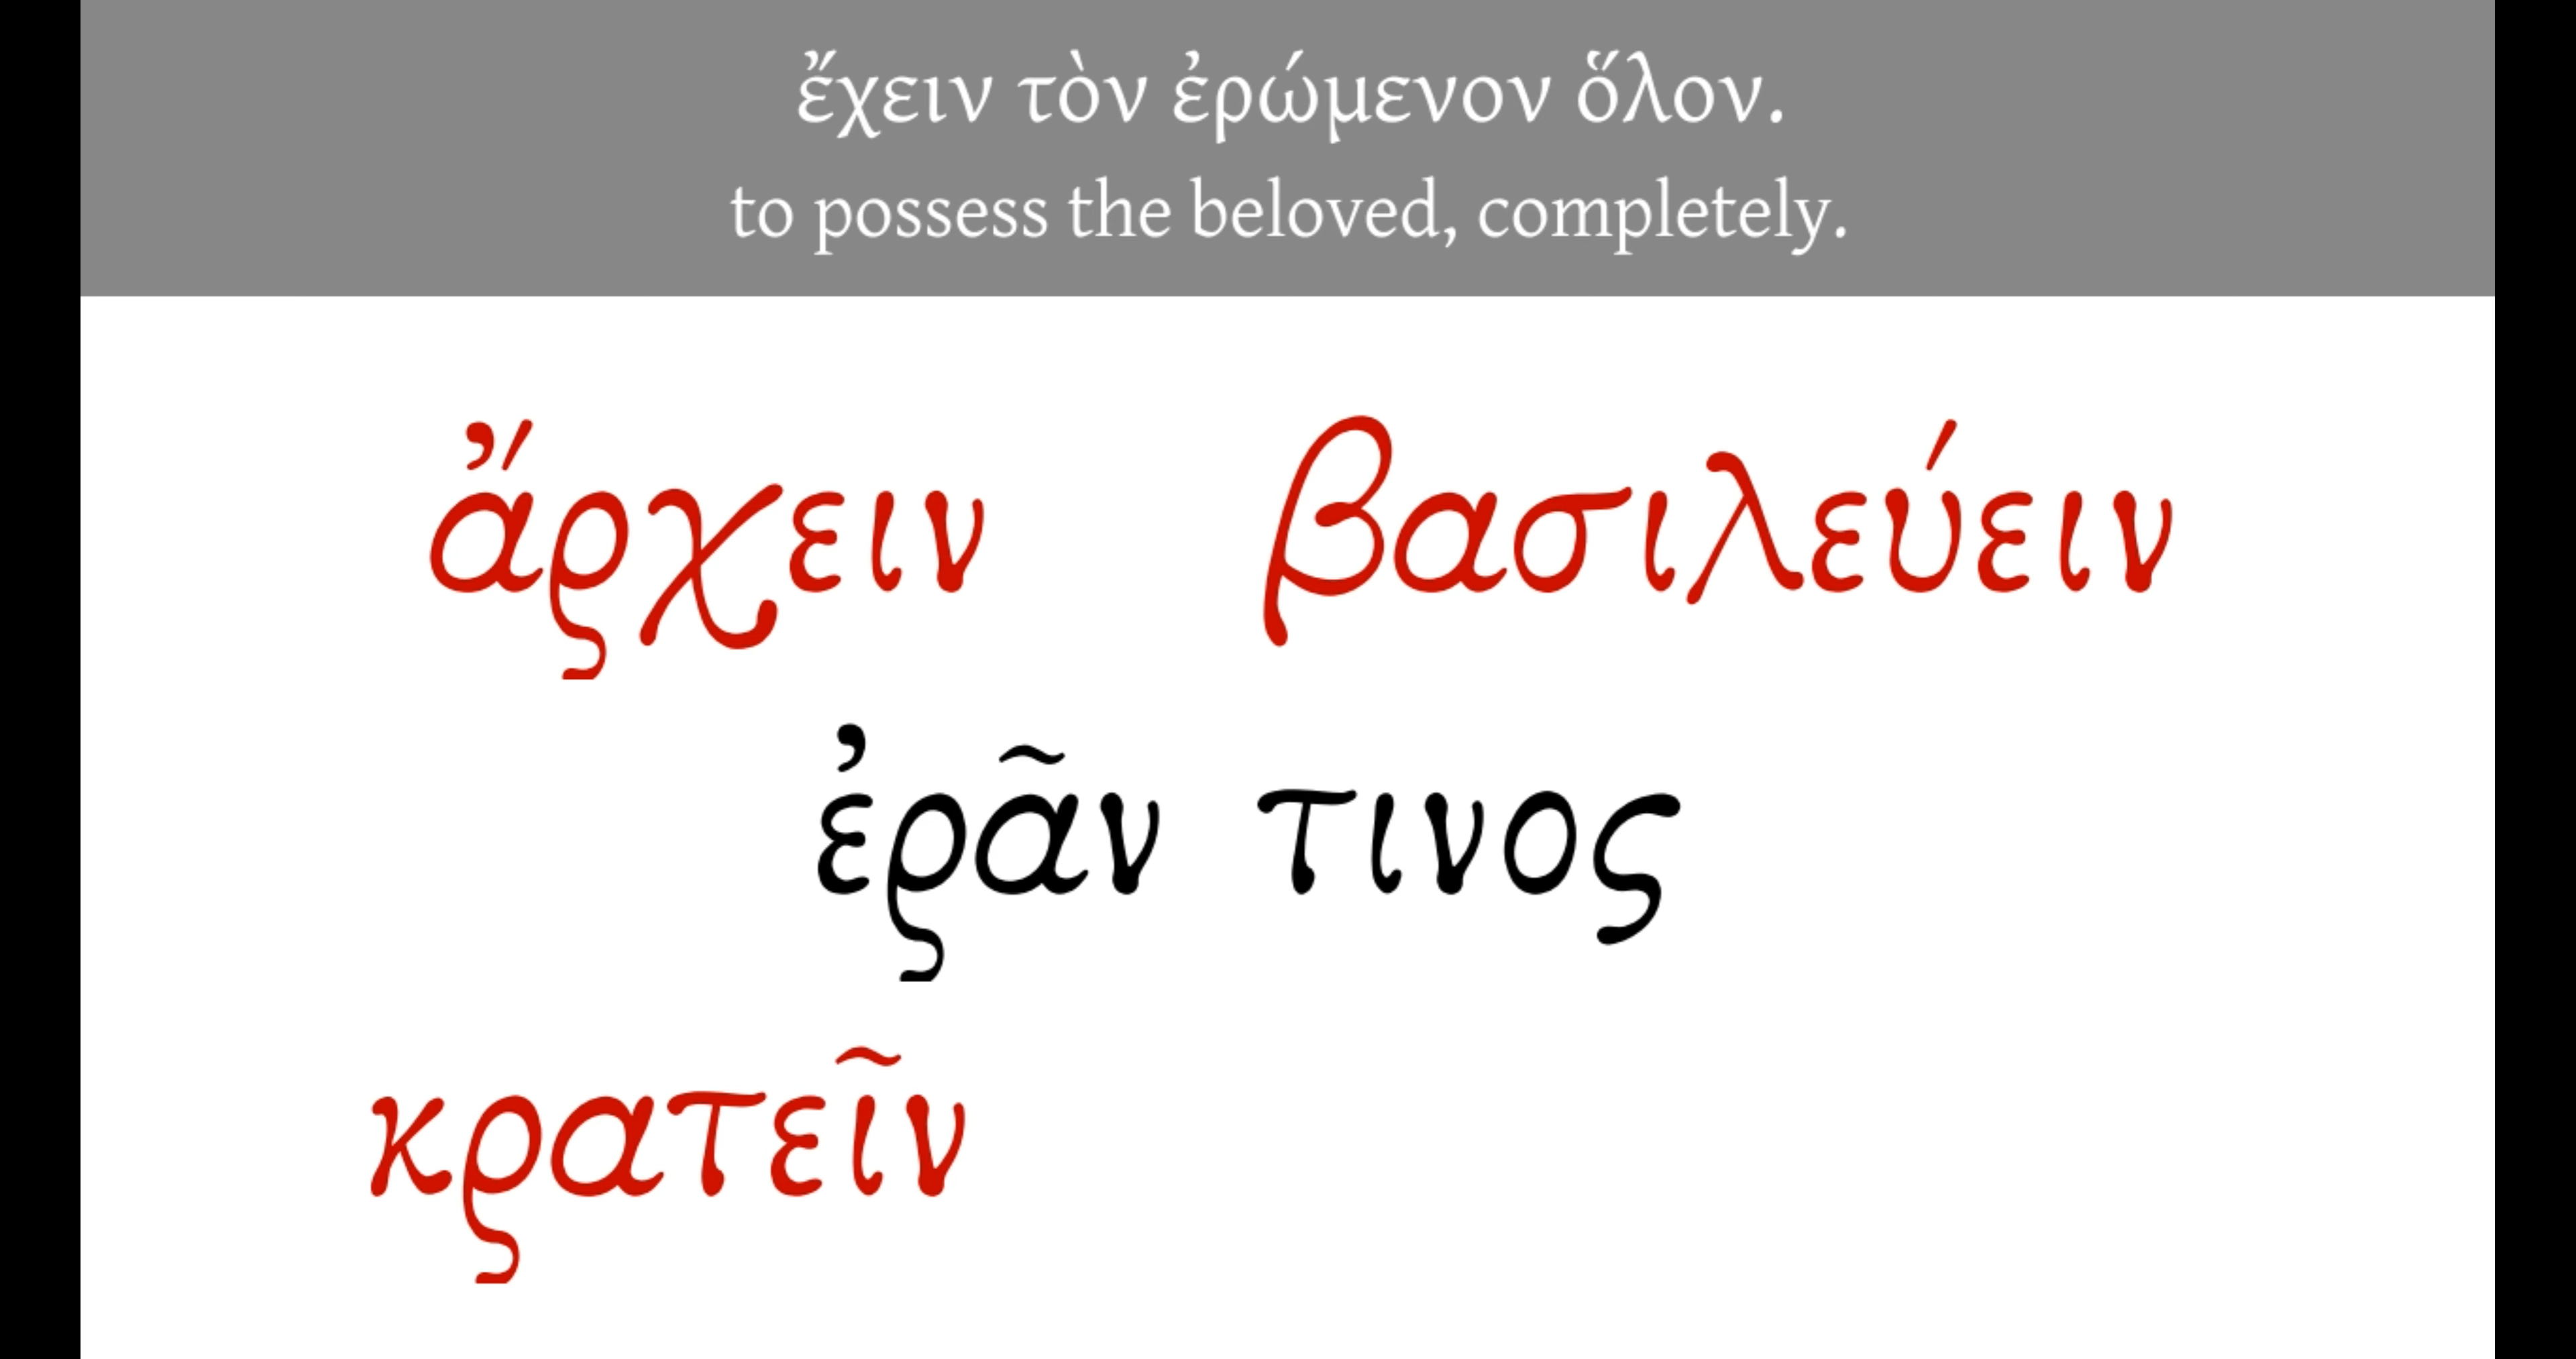 ἔχειν τὸν ἐρώμενον ὅλον.
to possess the beloved, completely.
ἄρχειν βασιλεύειν
ἐρᾶν τινος
κρατεῖν